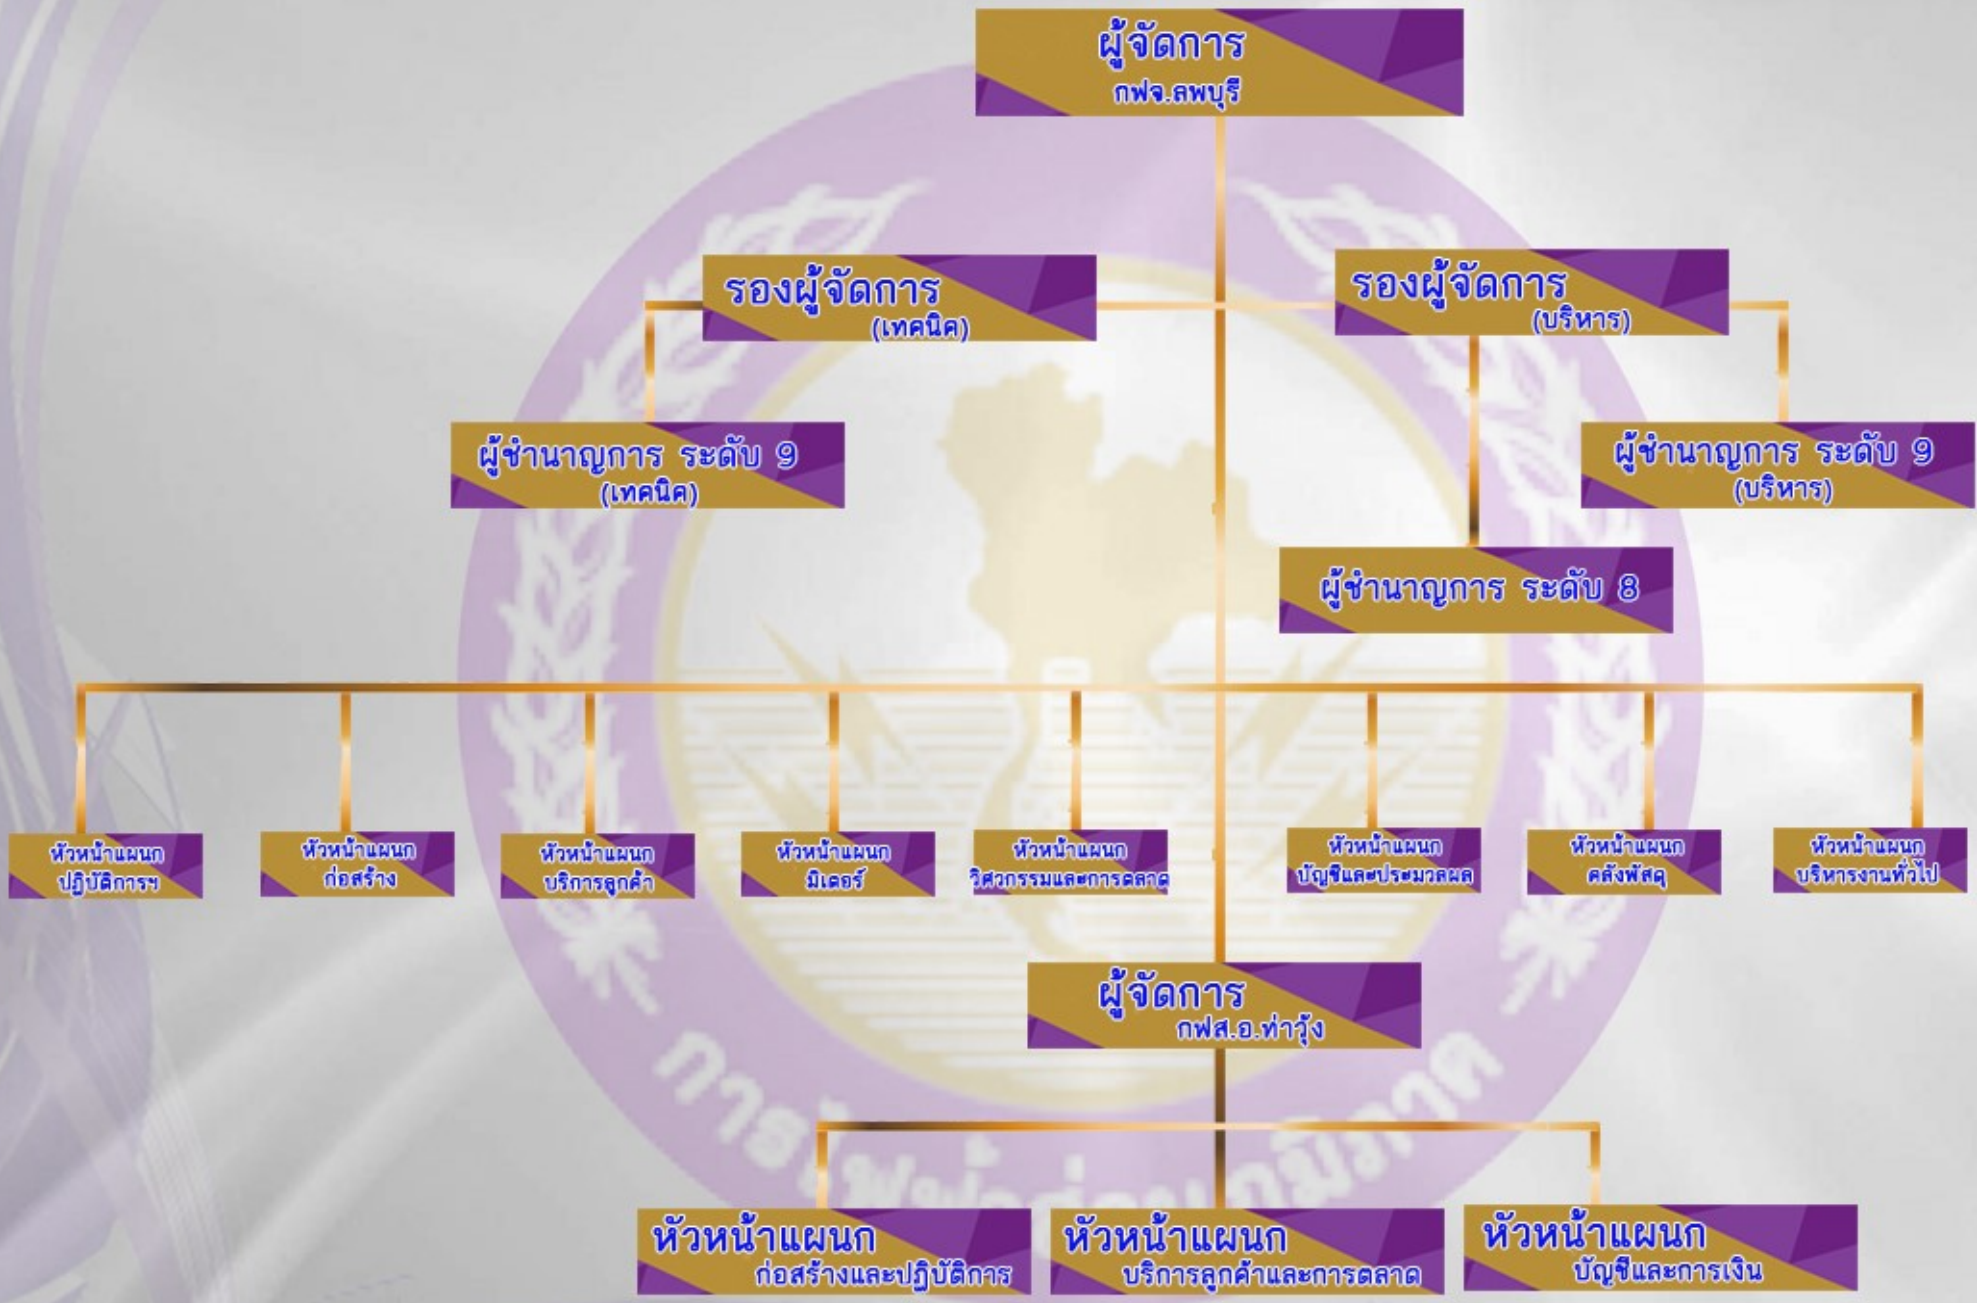 ผู้จัดการ
กฟจ.ลพบุรี
รองผู้จัดการ
(เทคนิค)
รองผู้จัดการ
(บริหาร)
ผู้ชำนาญการ ระดับ 9
(เทคนิค)
ผู้ชำนาญการ ระดับ 9
(บริหาร)
ผู้ชำนาญการ ระดับ 8
หัวหน้าแผนก
ปฏิบัติการฯ
หัวหน้าแผนก
ก่อสร้าง
หัวหน้าแผนก
บริการลูกค้า
หัวหน้าแผนก
มิเตอร์
หัวหน้าแผนก
วิศวกรรมและการตลาด
หัวหน้าแผนก
บัญชีและประมวลผล
หัวหน้าแผนก
คลังพัสดุ
หัวหน้าแผนก
บริหารงานทั่วไป
ผู้จัดการ
กฟส.อ.ท่าวุ้ง
การไฟฟ้าส่วนภูมิภาค
หัวหน้าแผนก
ก่อสร้างและปฏิบัติการ
หัวหน้าแผนก
บริการลูกค้าและการตลาด
หัวหน้าแผนก
บัญชีและการเงิน